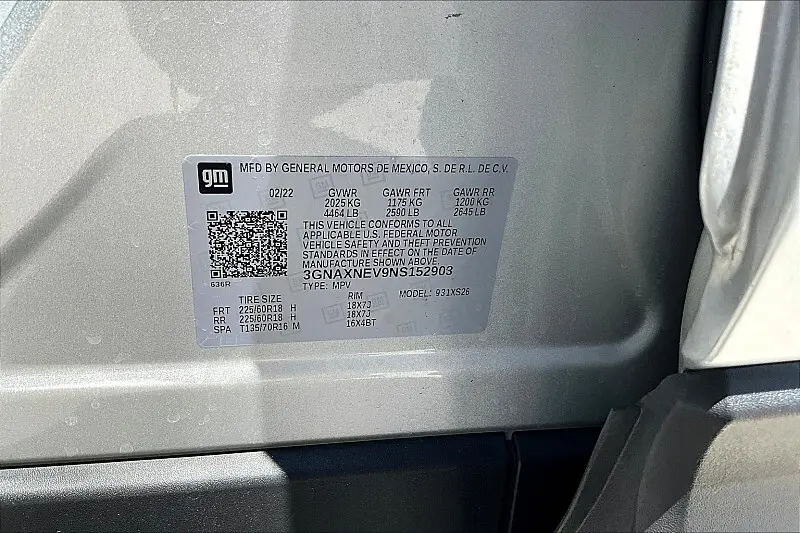 gm MFD BY GENERAL MOTORS DE MEXICO, S. DE R.L. DE C.V.
02/22 GVWR GAWR FRT GAWR RR
2025 KG 1175 KG 1200 KG
4464 LB 2590 LB 2645 LB
THIS VEHICLE CONFORMS TO ALL
APPLICABLE U.S. FEDERAL MOTOR
VEHICLE SAFETY AND THEFT PREVENTION
STANDARDS IN EFFECT ON THE DATE OF
MANUFACTURE SHOWN ABOVE.
636R 3GNAXNEV9NS152903
TYPE: MPV MODEL: 931XS26
TIRE SIZE RIM
FRT 225/60R18 H 18X7J
RR 225/60R18 H 18X7J
SPA T135/70R16 M 16X4BT